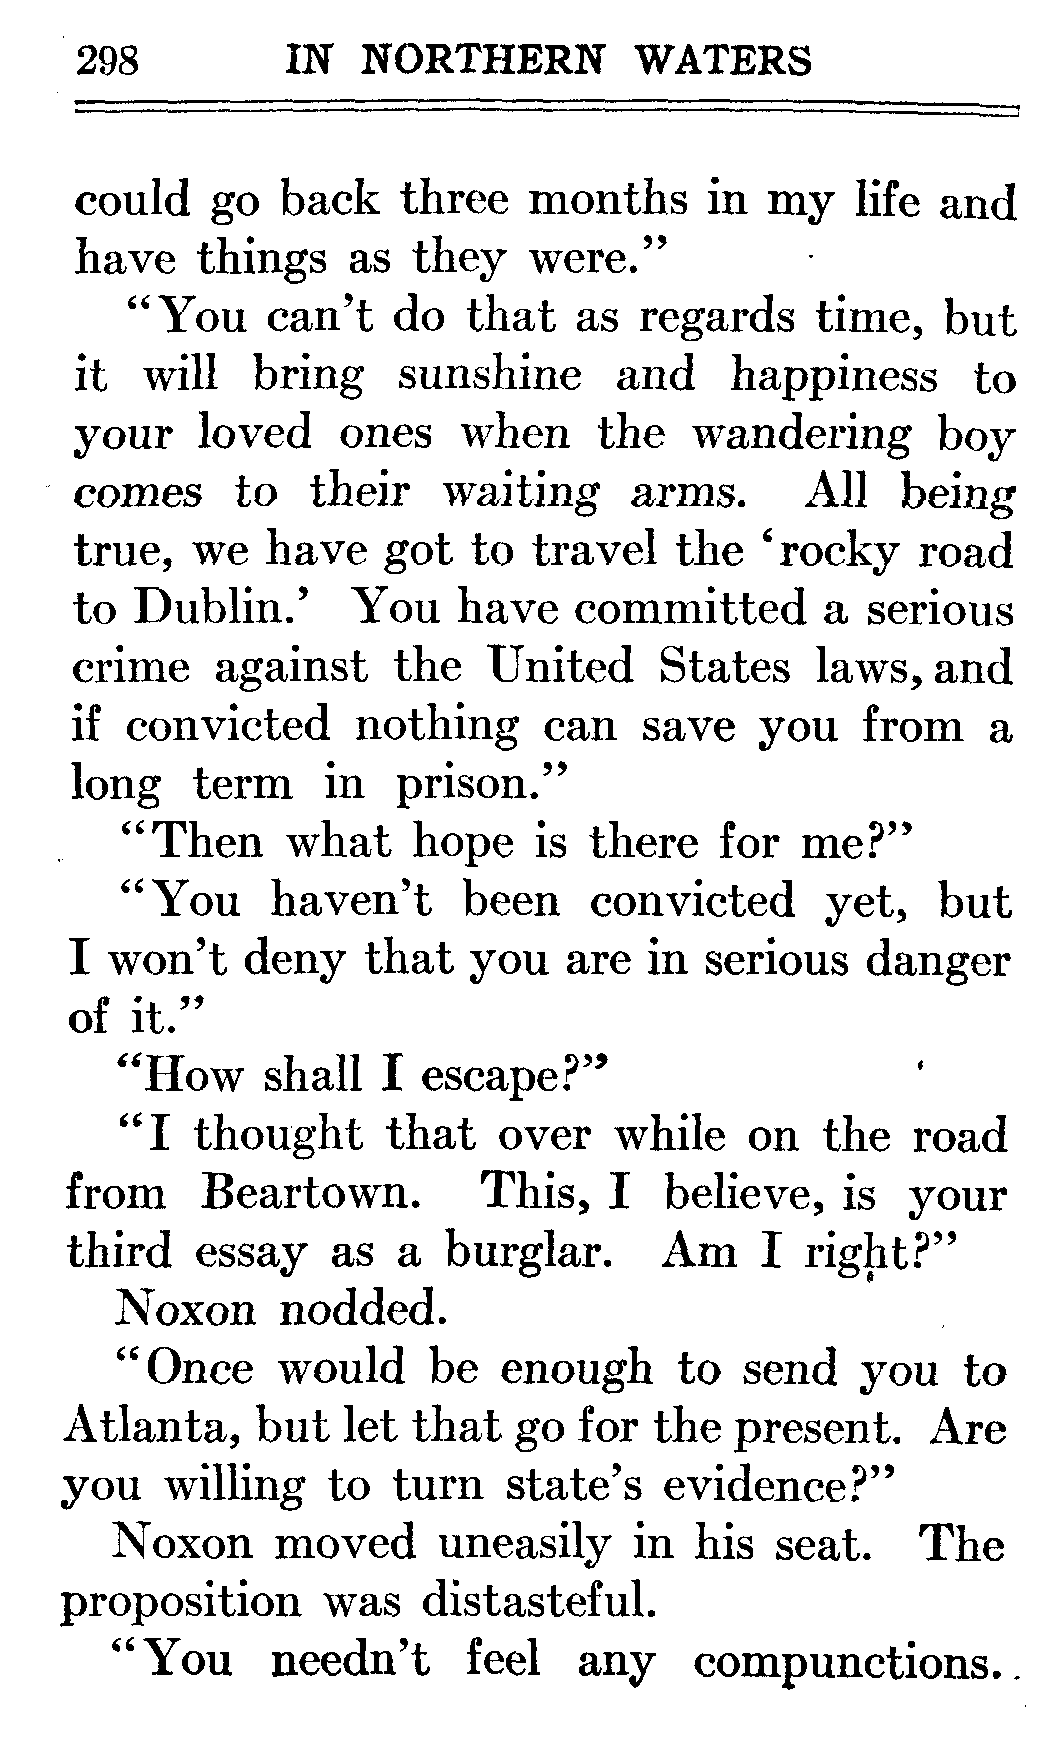 298 IN NORTHERN WATERS
could go back three months in my life and
have things as they were."
"You can't do that as regards time, but
it will bring sunshine and happiness to
your loved ones when the wandering boy
comes to their waiting arms. All being
true, we have got to travel the 'rocky road
to Dublin.' You have committed a serious
crime against the United States laws, and
if convicted nothing can save you from a
long term in prison."
"Then what hope is there for me?"
"You haven't been convicted yet, but
I won't deny that you are in serious danger
of it."
"How shall I escape?"
"I thought that over while on the road
from Beartown. This, I believe, is your
third essay as a burglar. Am I right?"
Noxon nodded.
"Once would be enough to send you to
Atlanta, but let that go for the present. Are
you willing to turn state's evidence?"
Noxon moved uneasily in his seat. The
proposition was distasteful.
"You needn't feel any compunctions.